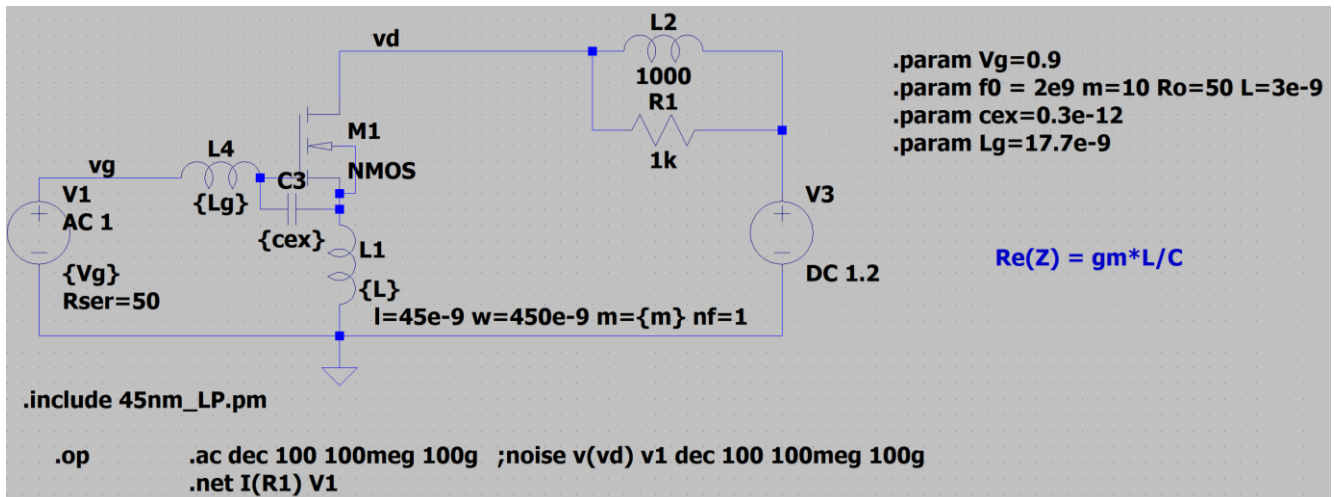 vd
L2
1000
R1
1k
.param Vg=0.9
.param f0 = 2e9 m=10 Ro=50 L=3e-9
.param cex=0.3e-12
.param Lg=17.7e-9
M1
NMOS
vg
L4
{Lg}
C3
{cex}
V1
AC 1
{Vg}
Rser=50
L1
{L}
l=45e-9 w=450e-9 m={m} nf=1
V3
DC 1.2
Re(Z) = gm*L/C
.include 45nm_LP.pm
.op
.ac dec 100 100meg 100g ;noise v(vd) v1 dec 100 100meg 100g
.net I(R1) V1